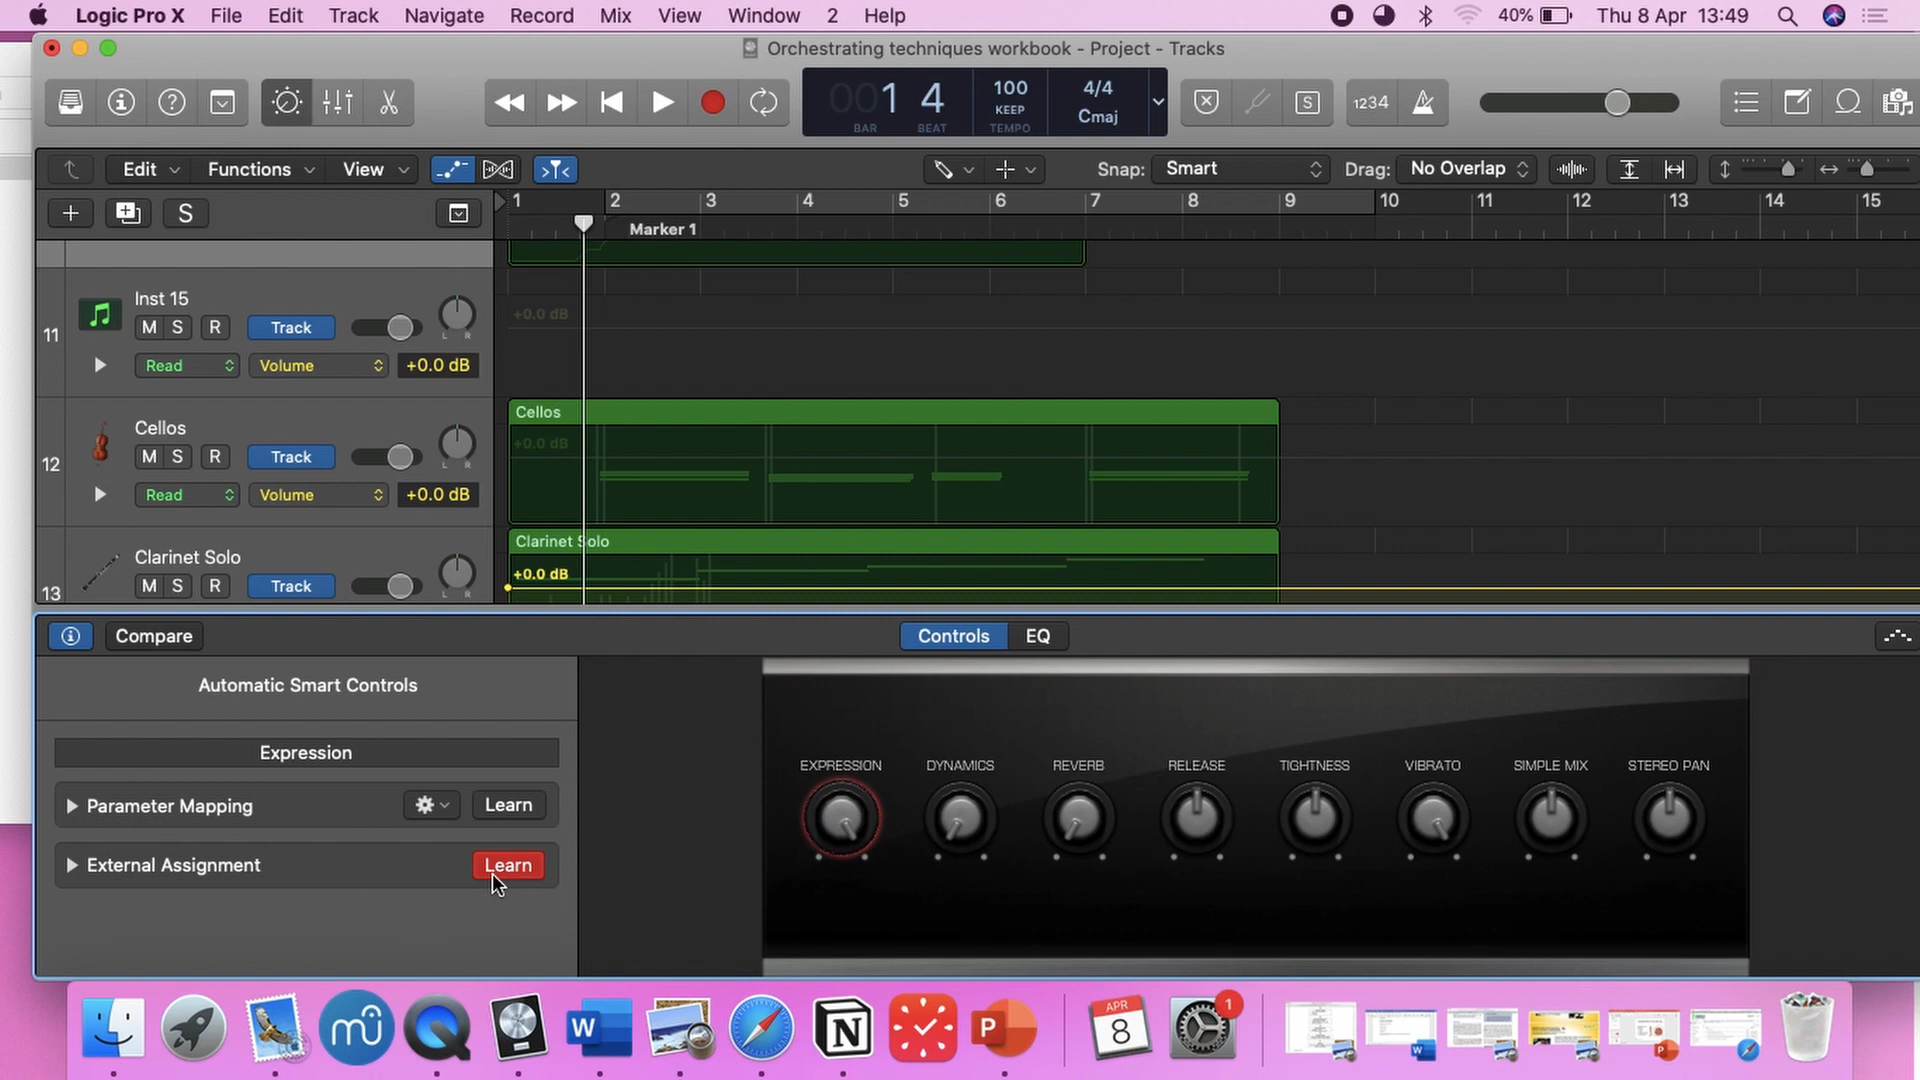 Logic Pro X File Edit Track Navigate Record Mix View Window 2 Help 40% Thu 8 Apr 13:49
Orchestrating techniques workbook - Project - Tracks
001 4 100 4/4
KEEP Cmaj
BAR BEAT TEMPO
S 1234
Edit Functions View Snap: Smart Drag: No Overlap
S 1 2 3 4 5 6 7 8 9 10 11 12 13 14 15
Marker 1
11 Inst 15
M S R Track L R
Read Volume +0.0 dB
+0.0 dB
12 Cellos
M S R Track L R
Read Volume +0.0 dB
Cellos
+0.0 dB
13 Clarinet Solo
M S R Track L R
Clarinet Solo
+0.0 dB
Compare Controls EQ
Automatic Smart Controls
Expression
Parameter Mapping Learn
External Assignment Learn
EXPRESSION DYNAMICS REVERB RELEASE TIGHTNESS VIBRATO SIMPLE MIX STEREO PAN
mu W N P APR 8 1